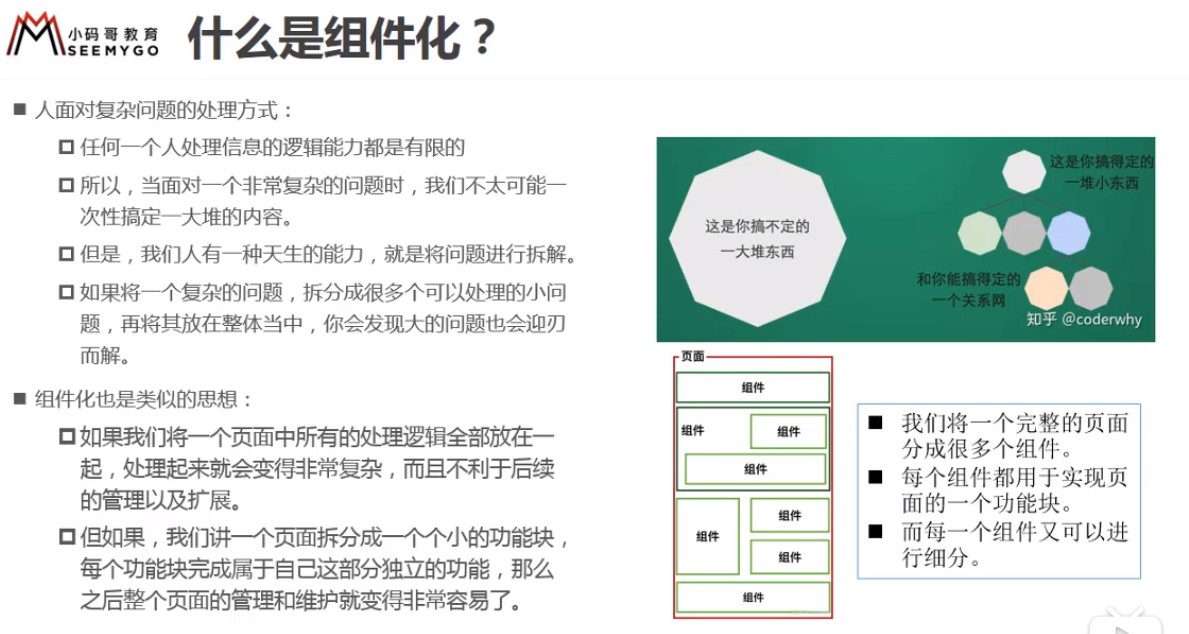 小码哥教育
SEEMYGO
什么是组件化？
人面对复杂问题的处理方式：
任何一个人处理信息的逻辑能力都是有限的
所以，当面对一个非常复杂的问题时，我们不太可能一
次性搞定一大堆的内容。
但是，我们人有一种天生的能力，就是将问题进行拆解。
如果将一个复杂的问题，拆分成很多个可以处理的小问
题，再将其放在整体当中，你会发现大的问题也会迎刃
而解。
组件化也是类似的思想：
如果我们将一个页面中所有的处理逻辑全部放在一
起，处理起来就会变得非常复杂，而且不利于后续
的管理以及扩展。
但如果，我们讲一个页面拆分成一个个小的功能块，
每个功能块完成属于自己这部分独立的功能，那么
之后整个页面的管理和维护就变得非常容易了。
这是你搞不定的
一大堆东西
这是你搞得定的
一堆小东西
和你能搞得定的
一个关系网
知乎 @coderwhy
页面
组件
组件
组件
组件
组件
组件
组件
组件
我们将一个完整的页面
分成很多个组件。
每个组件都用于实现页
面的一个功能块。
而每一个组件又可以进
行细分。